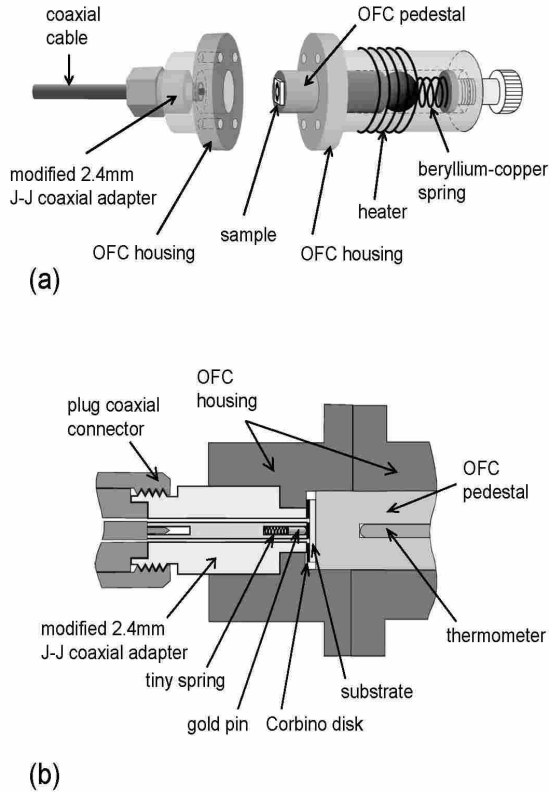 coaxial
cable
OFC pedestal
modified 2.4mm
J-J coaxial adapter
OFC housing
sample
OFC housing
heater
beryllium-copper
spring
(a)
OFC
housing
plug coaxial
connector
OFC
pedestal
modified 2.4mm
J-J coaxial adapter
tiny spring
gold pin
Corbino disk
substrate
thermometer
(b)